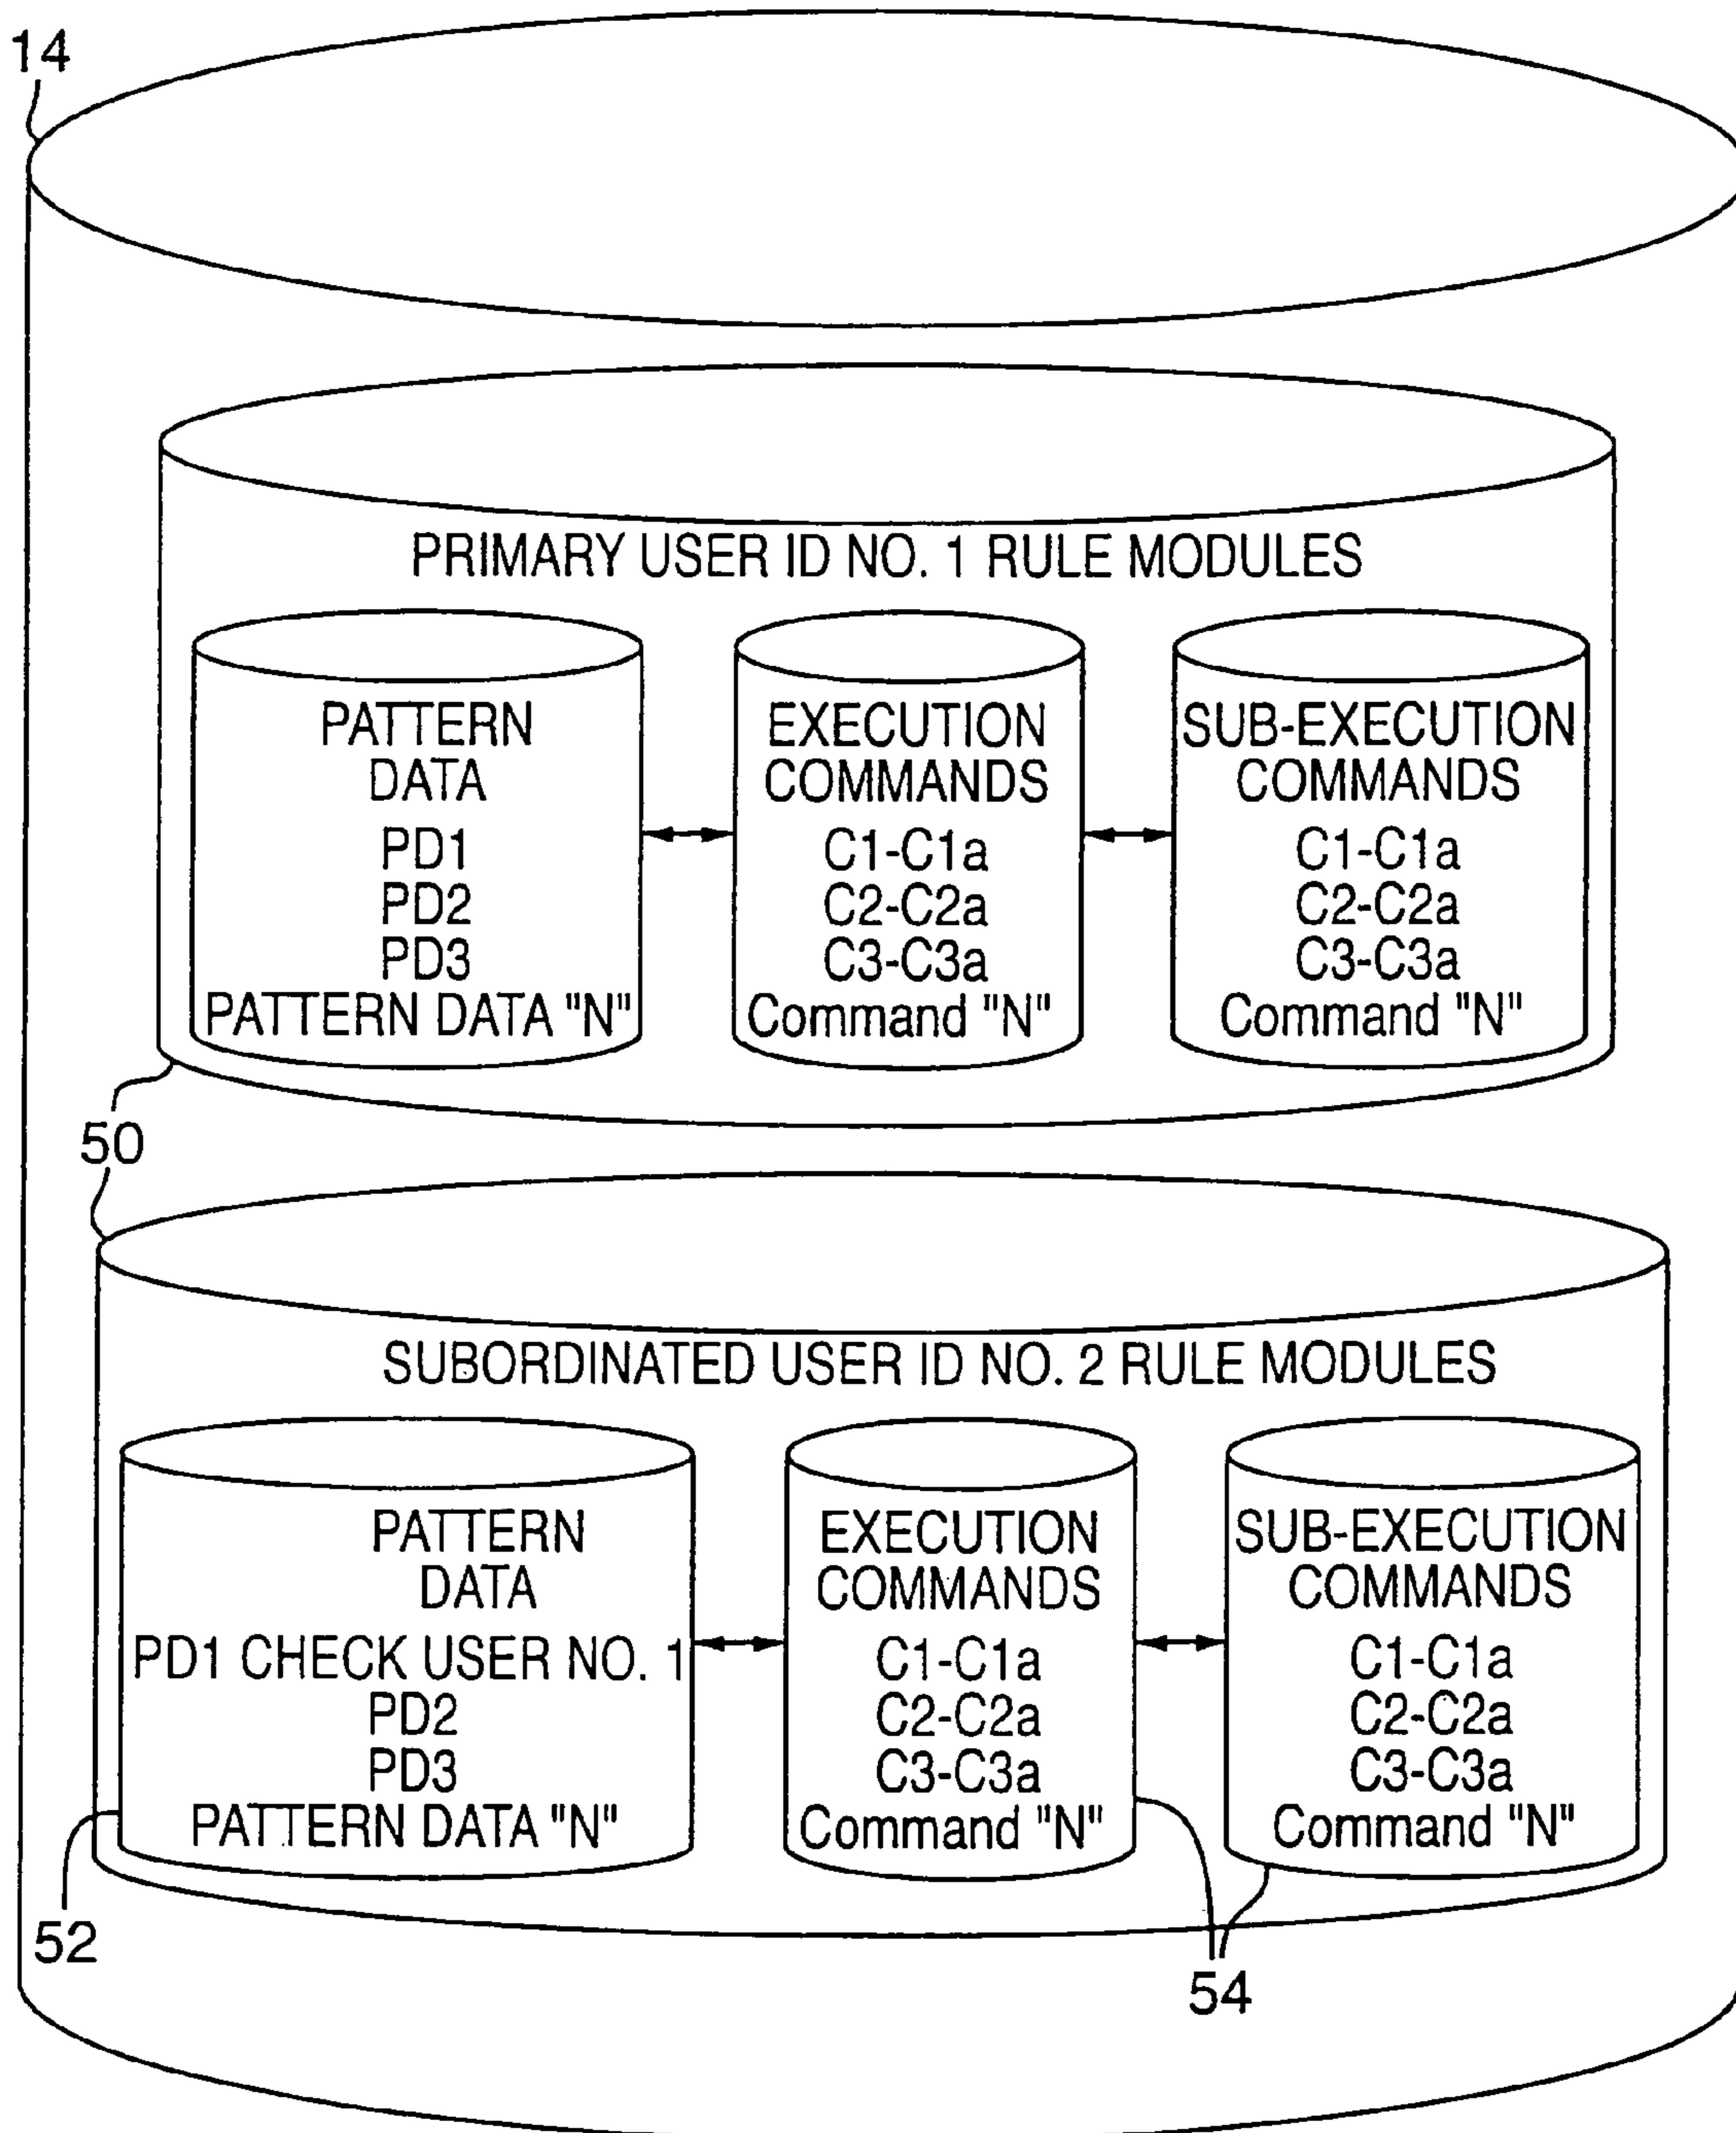 14
PRIMARY USER ID NO. 1 RULE MODULES
PATTERN
DATA
PD1
PD2
PD3
PATTERN DATA "N"
EXECUTION
COMMANDS
C1-C1a
C2-C2a
C3-C3a
Command "N"
SUB-EXECUTION
COMMANDS
C1-C1a
C2-C2a
C3-C3a
Command "N"
50
SUBORDINATED USER ID NO. 2 RULE MODULES
PATTERN
DATA
PD1 CHECK USER NO. 1
PD2
PD3
PATTERN DATA "N"
EXECUTION
COMMANDS
C1-C1a
C2-C2a
C3-C3a
Command "N"
SUB-EXECUTION
COMMANDS
C1-C1a
C2-C2a
C3-C3a
Command "N"
52
54